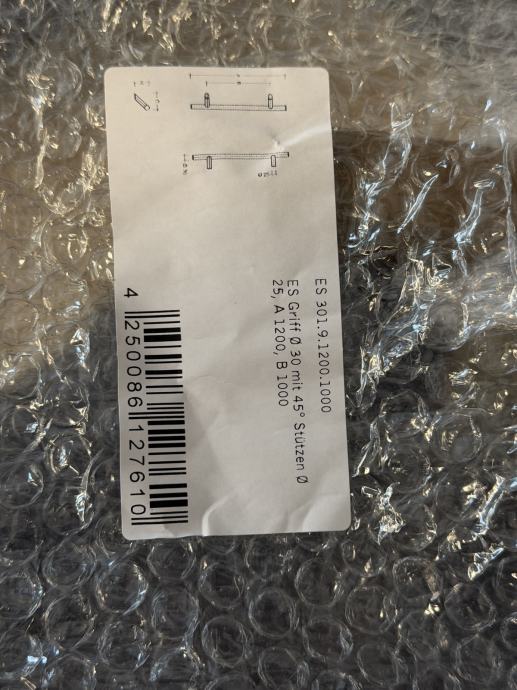 ES 301.9.1200.1000
ES Griff Ø 30 mit 45° Stützen Ø
25, A 1200, B 1000
4 250086 127610